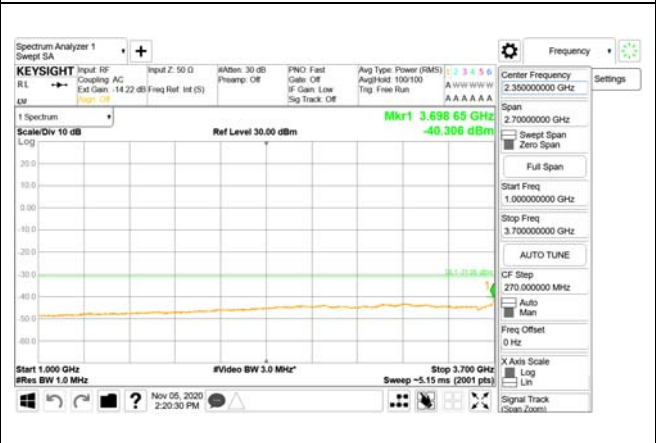 Spectrum Analyzer 1
Swept SA
Frequency
KEYSIGHT
Input: RF
Coupling: AC
Ext Gain: -14.22 dB
Align: Off
RL
Input Z: 50 Ω
Freq Ref: Int (S)
#Atten: 30 dB
Preamp: Off
PNO: Fast
Gate: Off
IF Gain: Low
Sig Track: Off
Avg Type: Power (RMS)
Avg|Hold: 100/100
Trig: Free Run
1 2 3 4 5 6
A W W W W W
A A A A A A
1 Spectrum
Scale/Div 10 dB
Log
Ref Level 30.00 dBm
Mkr1 3.698 65 GHz
-40.306 dBm
20.0
10.0
0.00
-10.0
-20.0
-30.0
-40.0
-50.0
-60.0
1
Start 1.000 GHz
#Res BW 1.0 MHz
#Video BW 3.0 MHz*
Stop 3.700 GHz
Sweep ~5.15 ms (2001 pts)
Nov 05, 2020
2:20:30 PM
Center Frequency
2.350000000 GHz
Settings
Span
2.70000000 GHz
Swept Span
Zero Span
Full Span
Start Freq
1.000000000 GHz
Stop Freq
3.700000000 GHz
AUTO TUNE
CF Step
270.000000 MHz
Auto
Man
Freq Offset
0 Hz
X Axis Scale
Log
Lin
Signal Track
(Span Zoom)